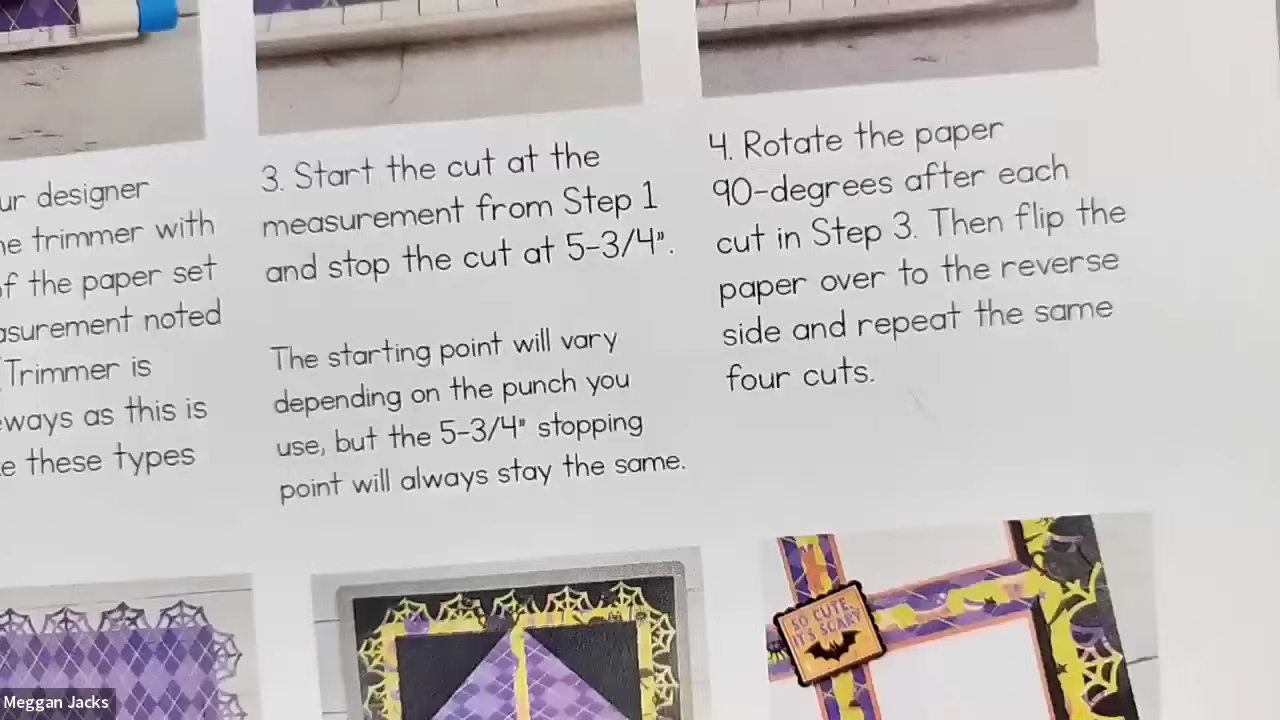 ur designer
e trimmer with
of the paper set
asurement noted
Trimmer is
ways as this is
e these types
3. Start the cut at the
measurement from Step 1
and stop the cut at 5-3/4".
The starting point will vary
depending on the punch you
use, but the 5-3/4" stopping
point will always stay the same.
4. Rotate the paper
90-degrees after each
cut in Step 3. Then flip the
paper over to the reverse
side and repeat the same
four cuts.
SO CUTE,
IT'S SCARY
Meggan Jacks